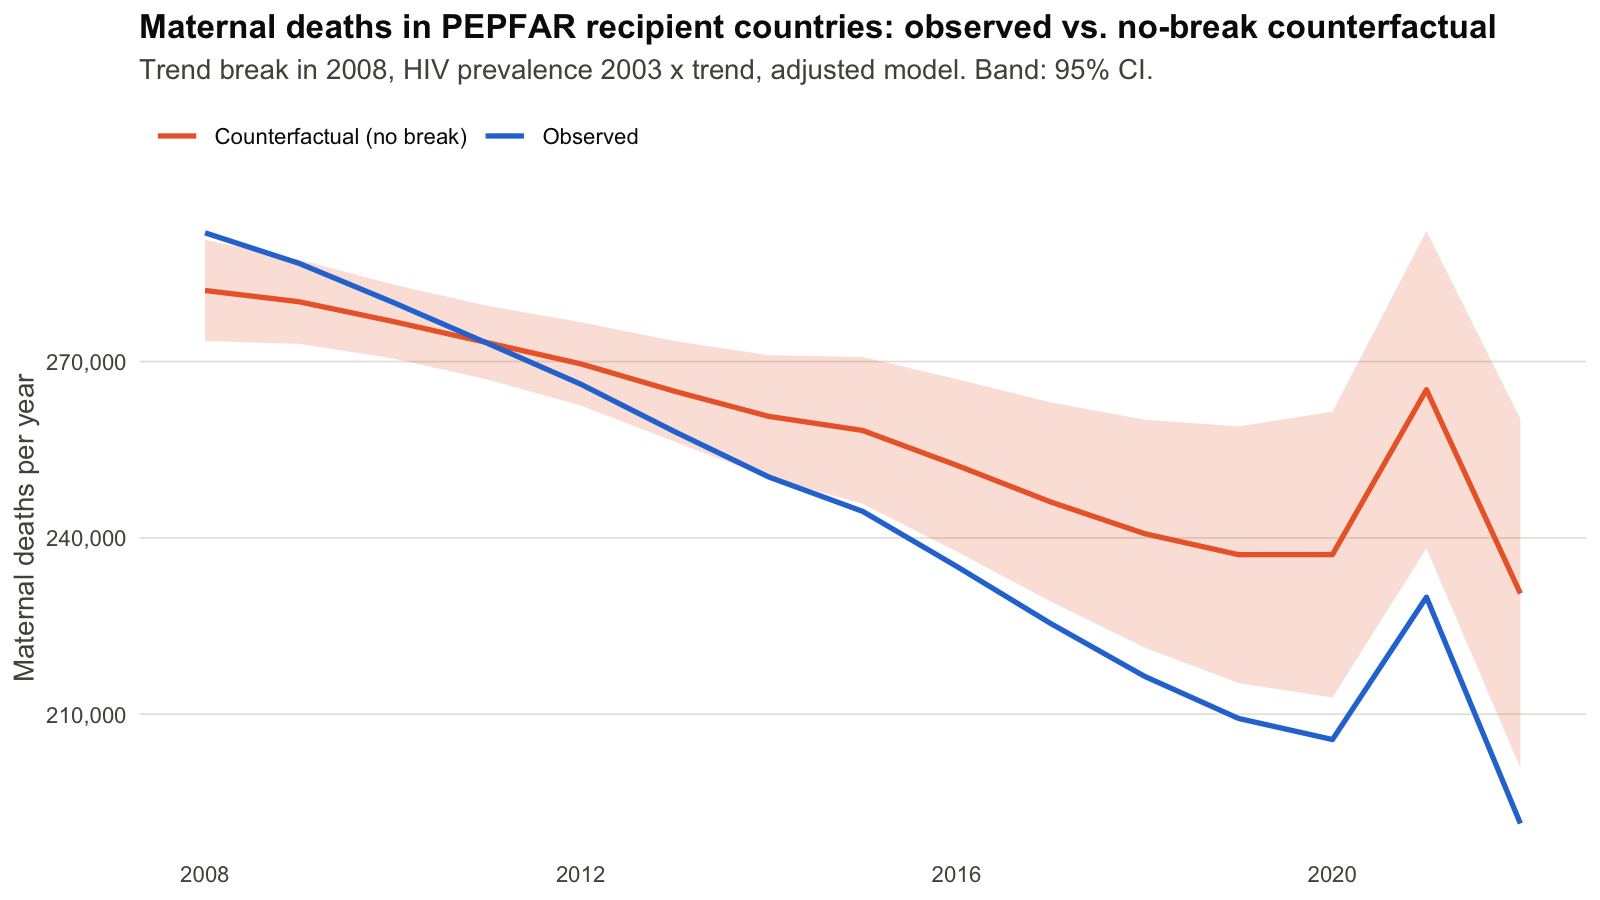 Maternal deaths in PEPFAR recipient countries: observed vs. no-break counterfactual
Trend break in 2008, HIV prevalence 2003 x trend, adjusted model. Band: 95% CI.
Counterfactual (no break) Observed
Maternal deaths per year
270,000
240,000
210,000
2008 2012 2016 2020